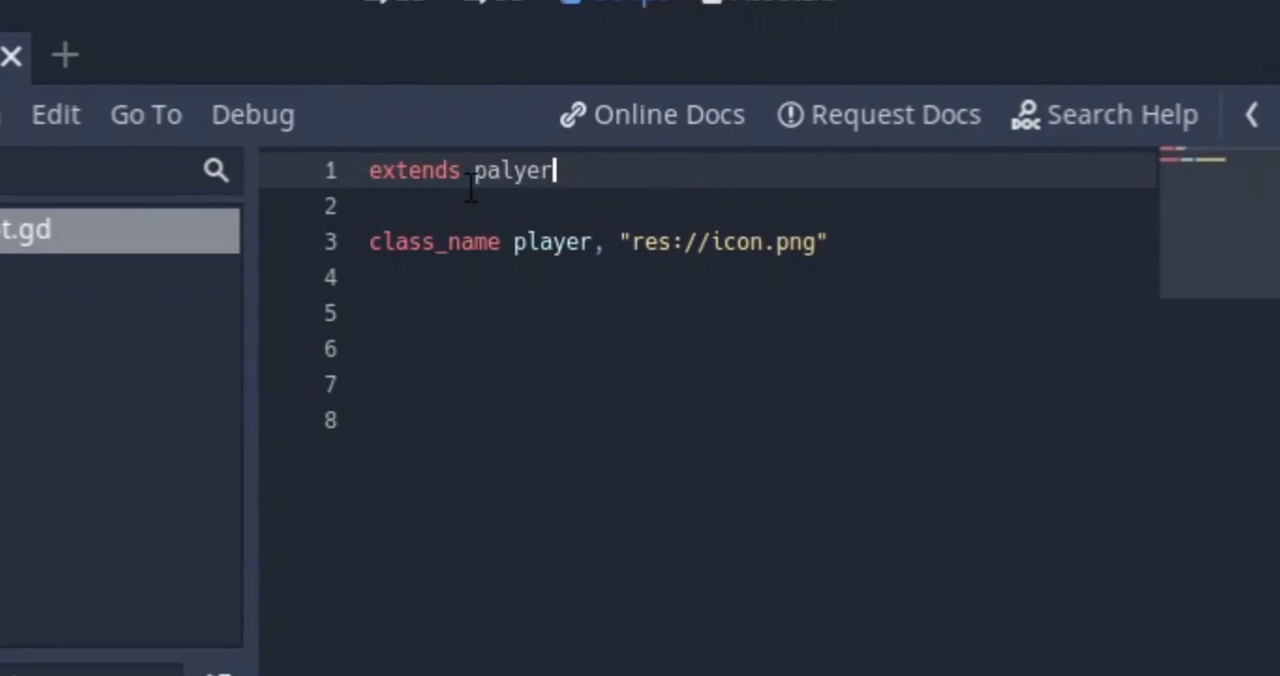 Edit Go To Debug Online Docs Request Docs Search Help
t.gd
1 extends palyer
2
3 class_name player, "res://icon.png"
4
5
6
7
8